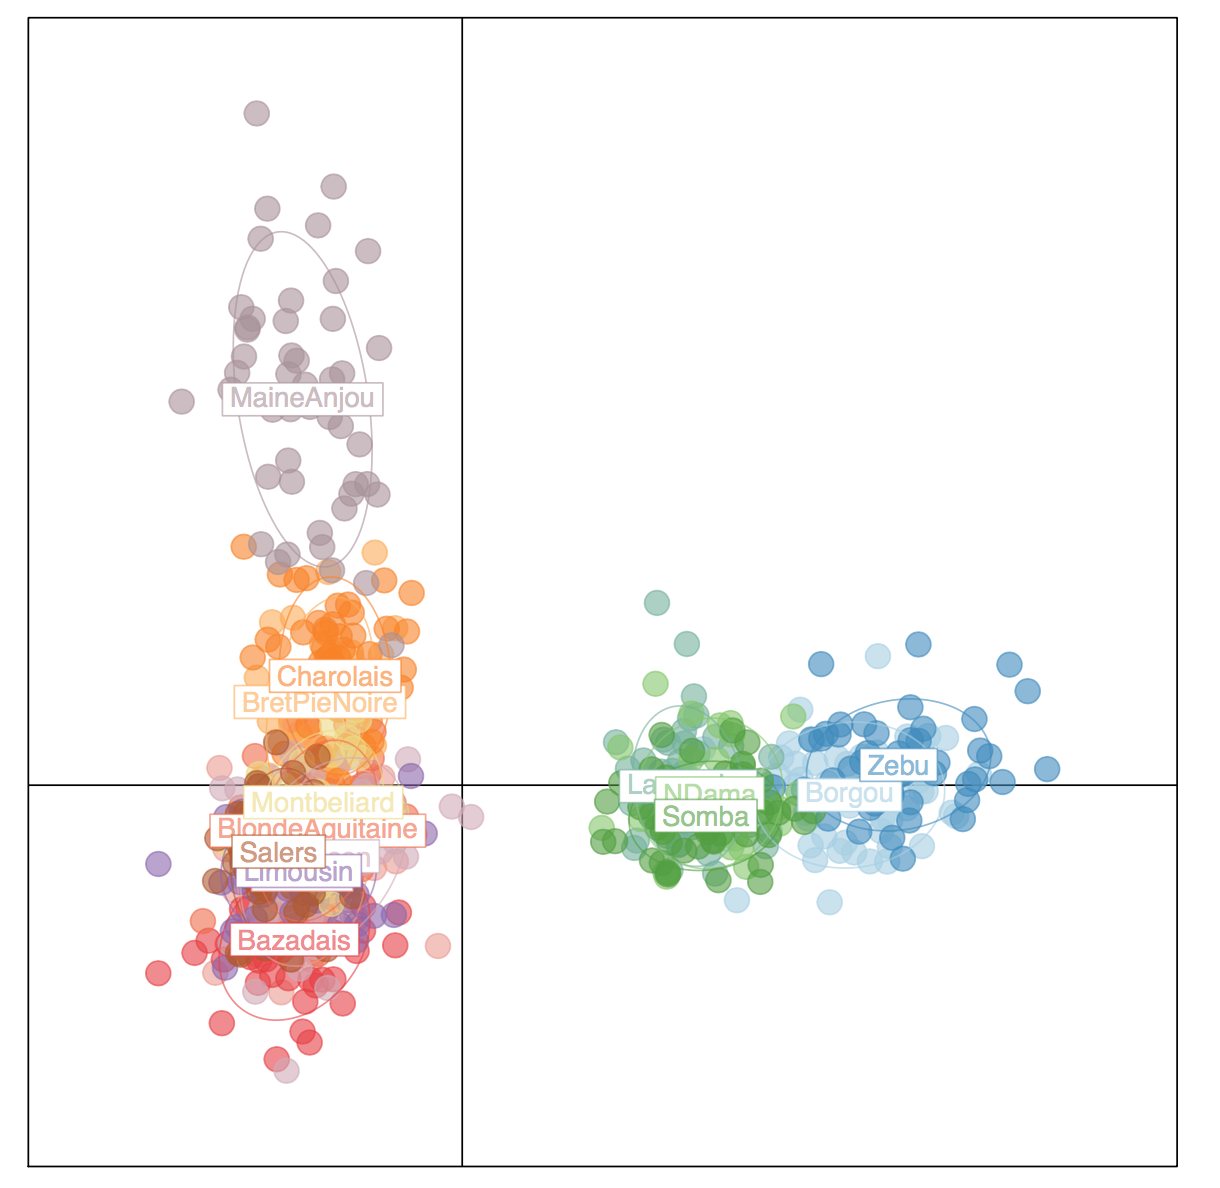 MaineAnjou
Charolais
BretPieNoire
Zebu
NDama
Borgou
Montbeliard
Somba
BlondeAquitaine
Salers
Limousin
Bazadais